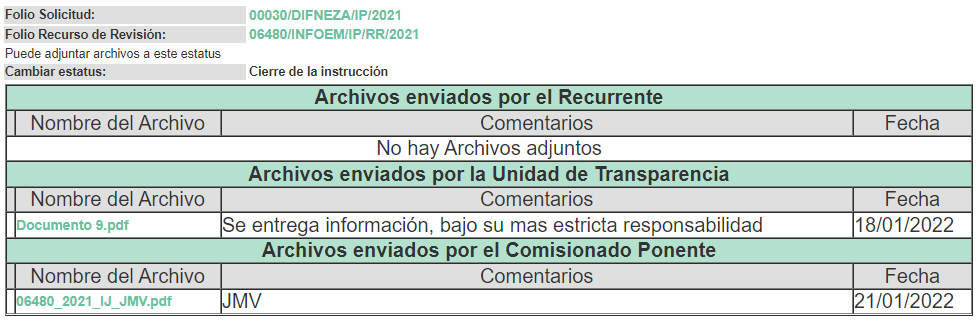 Folio Solicitud: 00030/DIFNEZA/IP/2021
Folio Recurso de Revisión: 06480/INFOEM/IP/RR/2021
Puede adjuntar archivos a este estatus
Cambiar estatus: Cierre de la instrucción
Archivos enviados por el Recurrente
Nombre del Archivo Comentarios Fecha
No hay Archivos adjuntos
Archivos enviados por la Unidad de Transparencia
Nombre del Archivo Comentarios Fecha
Documento 9.pdf Se entrega información, bajo su mas estricta responsabilidad 18/01/2022
Archivos enviados por el Comisionado Ponente
Nombre del Archivo Comentarios Fecha
06480_2021_IJ_JMV.pdf JMV 21/01/2022